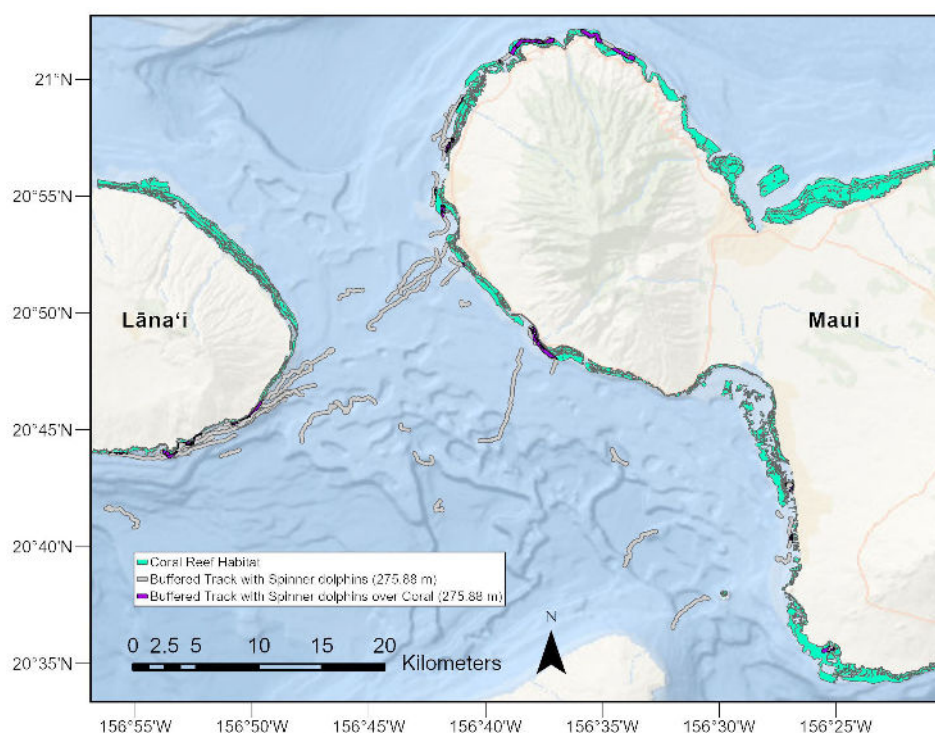 21°N
20°55'N
20°50'N
20°45'N
20°40'N
20°35'N
Lānaʻi
Maui
Coral Reef Habitat
Buffered Track with Spinner dolphins (275.88 m)
Buffered Track with Spinner dolphins over Coral (275.88 m)
0 2.5 5 10 15 20
Kilometers
N
156°55'W 156°50'W 156°45'W 156°40'W 156°35'W 156°30'W 156°25'W